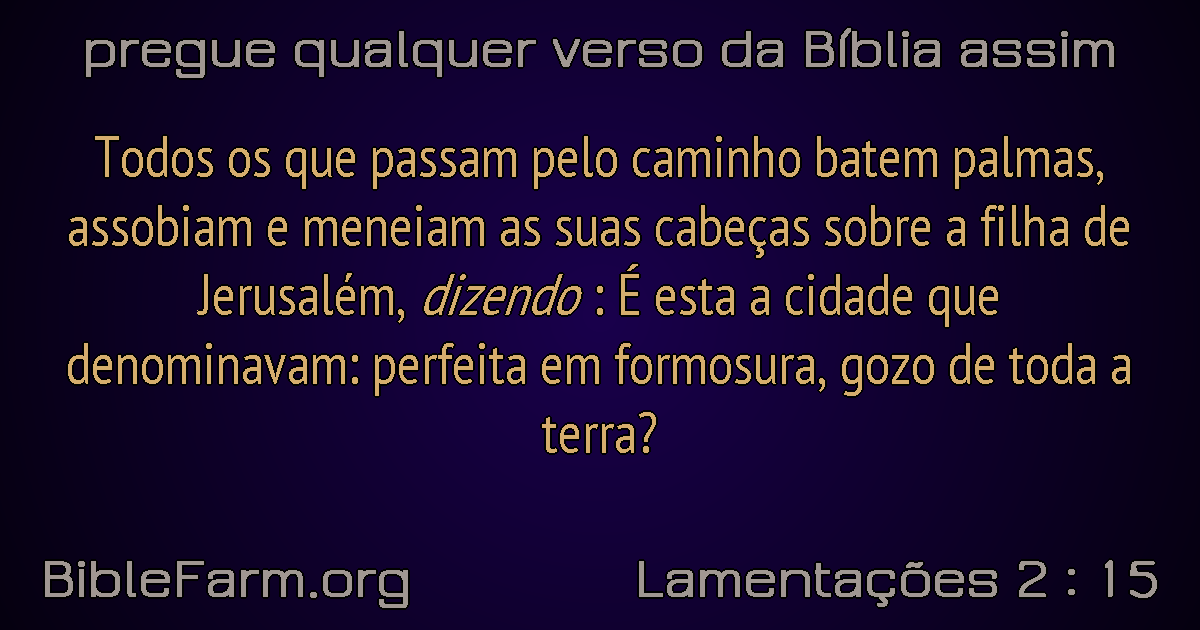 pregue qualquer verso da Bíblia assim
Todos os que passam pelo caminho batem palmas,
assobiam e meneiam as suas cabeças sobre a filha de
Jerusalém, dizendo : É esta a cidade que
denominavam: perfeita em formosura, gozo de toda a
terra?
BibleFarm.org
Lamentações 2 : 15